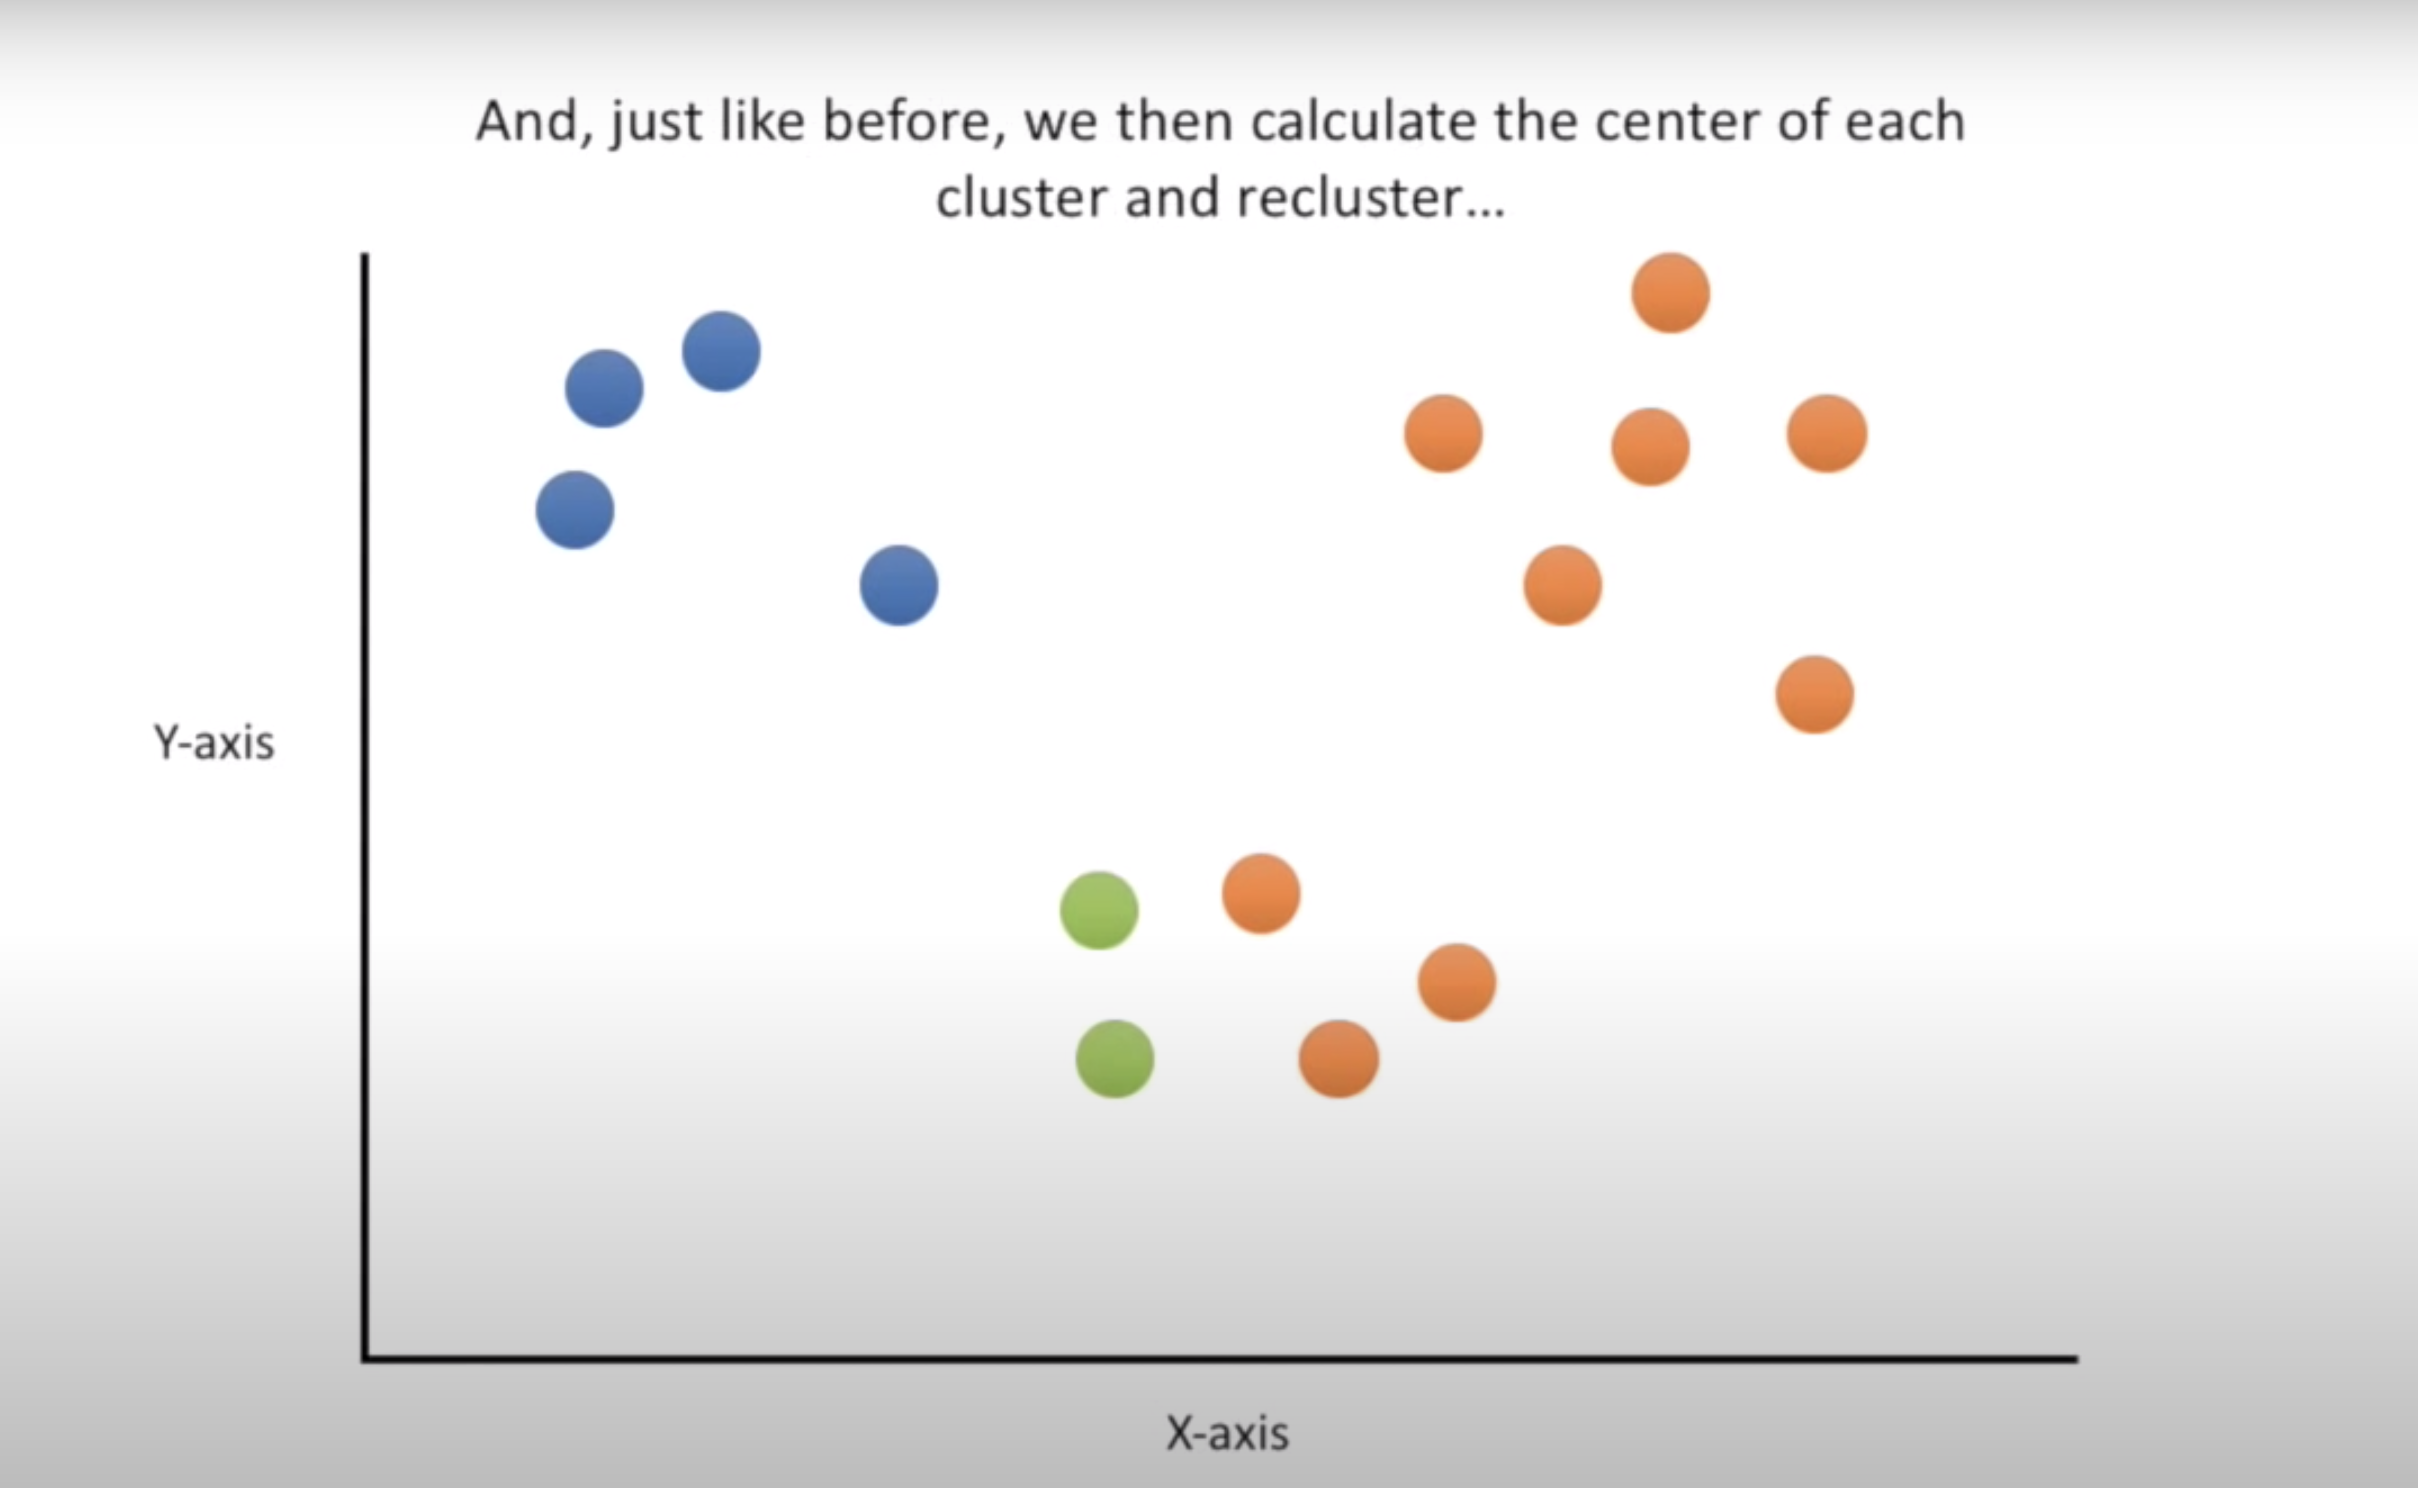 And, just like before, we then calculate the center of each
cluster and recluster...
Y-axis
X-axis